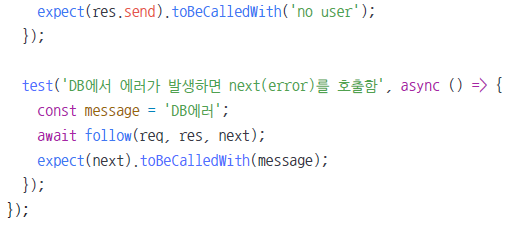 expect(res.send).toBeCalledWith('no user');
});
test('DB에서 에러가 발생하면 next(error)를 호출함', async () => {
const message = 'DB에러';
await follow(req, res, next);
expect(next).toBeCalledWith(message);
});
});